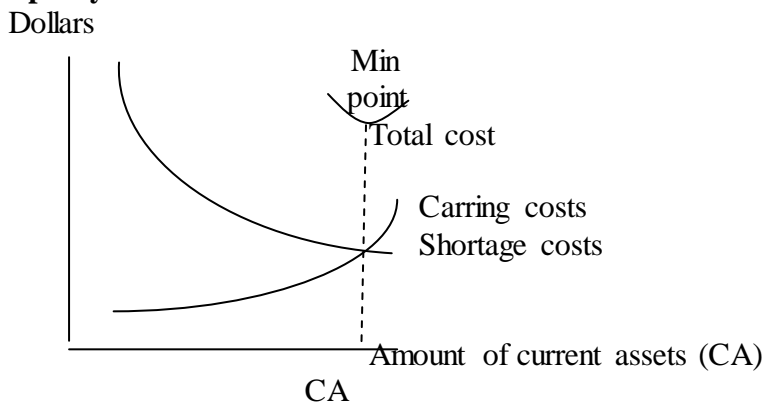 Dollars
Min
point
Total cost
Carring costs
Shortage costs
Amount of current assets (CA)
CA